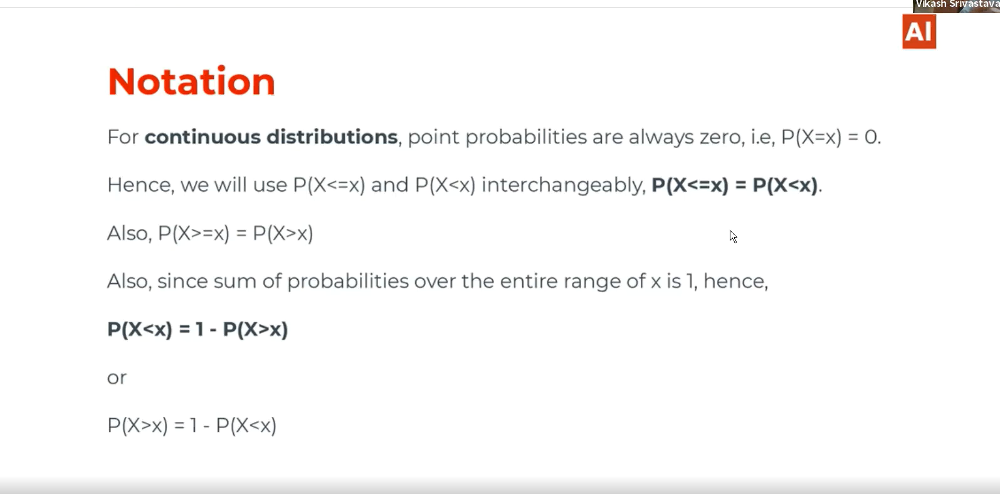 Vikash Srivastava
AI
Notation
For continuous distributions, point probabilities are always zero, i.e, P(X=x) = 0.
Hence, we will use P(X<=x) and P(X<x) interchangeably, P(X<=x) = P(X<x).
Also, P(X>=x) = P(X>x)
Also, since sum of probabilities over the entire range of x is 1, hence,
P(X<x) = 1 - P(X>x)
or
P(X>x) = 1 - P(X<x)